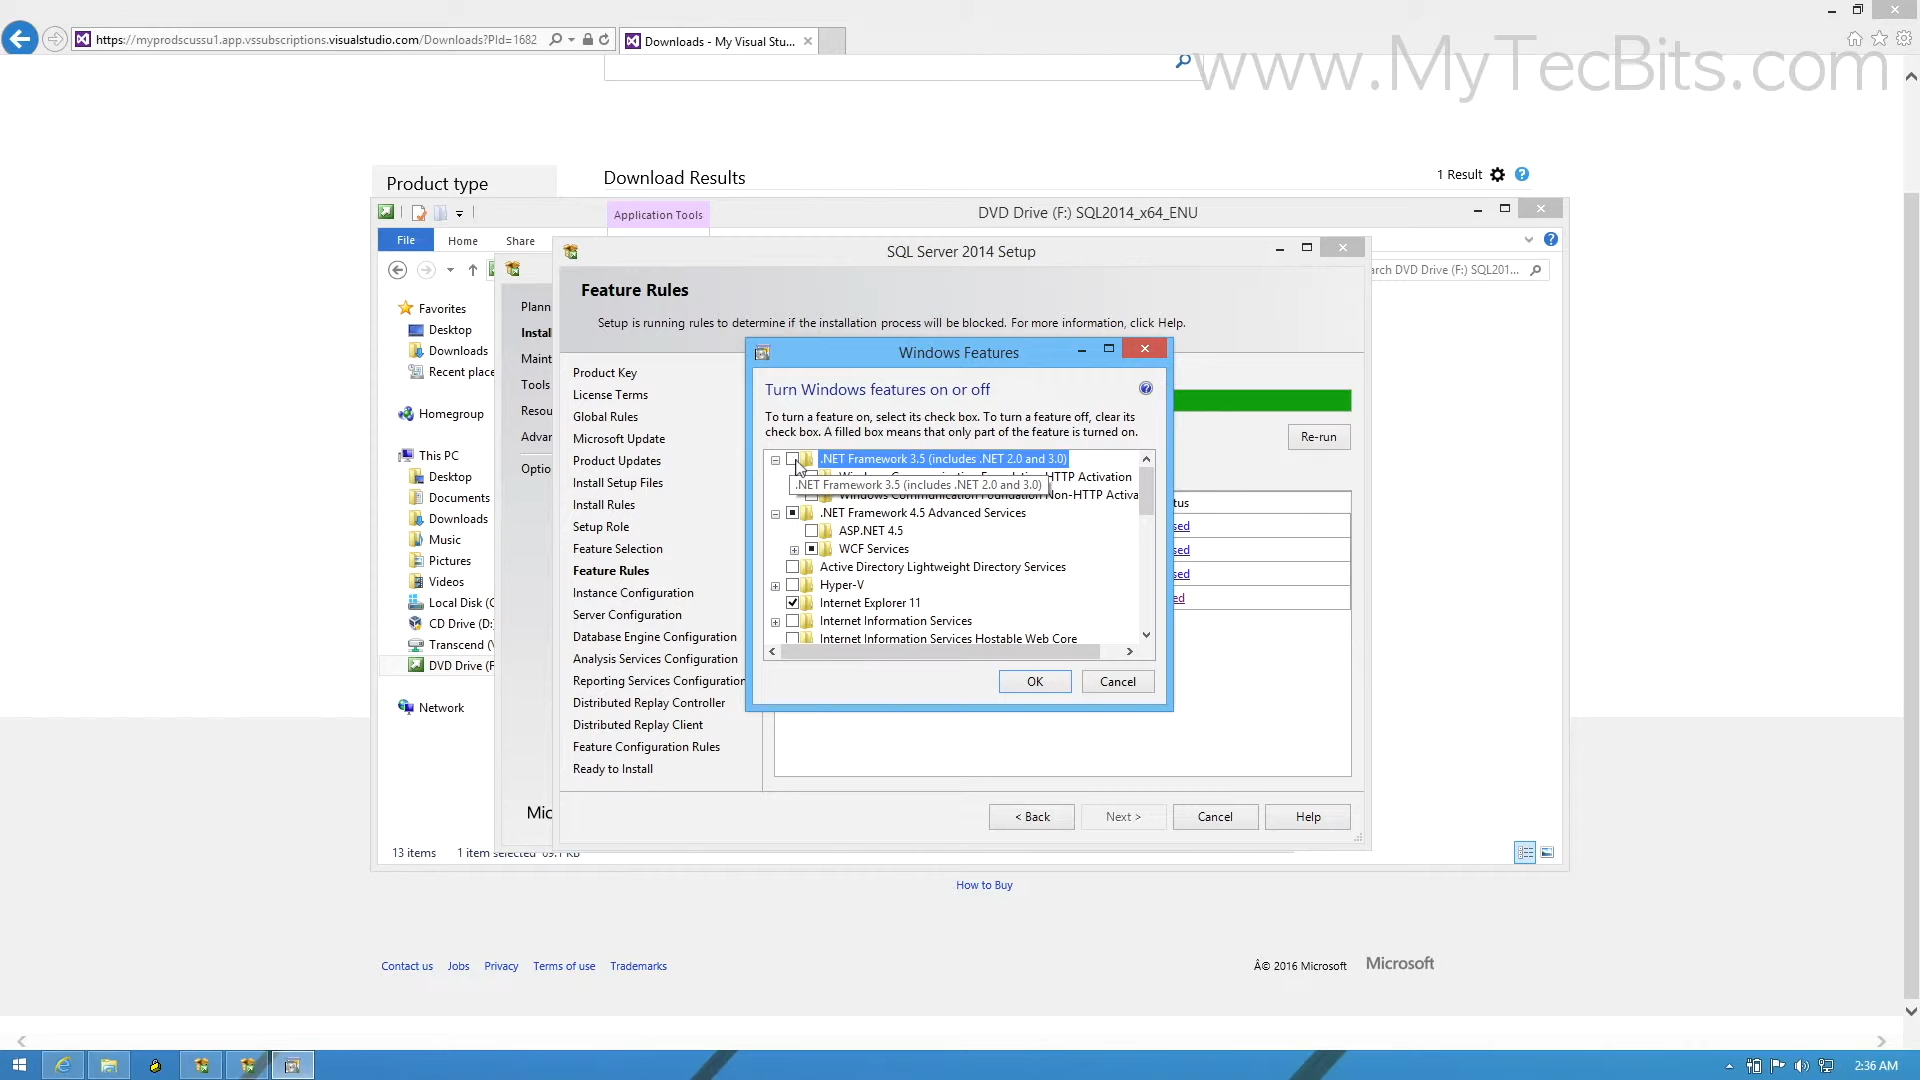 https://myprodscussu1.app.vssubscriptions.visualstudio.com/Downloads?PId=1682
Downloads - My Visual Stu...
www.MyTecBits.com
Product type
Download Results
1 Result
Application Tools
DVD Drive (F:) SQL2014_x64_ENU
File
Home
Share
arch DVD Drive (F:) SQL201...
Favorites
Desktop
Downloads
Recent place
Homegroup
This PC
Desktop
Documents
Downloads
Music
Pictures
Videos
Local Disk (C
CD Drive (D:
Transcend (
DVD Drive (F
Network
13 items
1 item selected
Plann
Instal
Maint
Tools
Resou
Advan
Optio
Mic
SQL Server 2014 Setup
Feature Rules
Setup is running rules to determine if the installation process will be blocked. For more information, click Help.
Product Key
License Terms
Global Rules
Microsoft Update
Product Updates
Install Setup Files
Install Rules
Setup Role
Feature Selection
Feature Rules
Instance Configuration
Server Configuration
Database Engine Configuration
Analysis Services Configuration
Reporting Services Configuration
Distributed Replay Controller
Distributed Replay Client
Feature Configuration Rules
Ready to Install
Re-run
tus
sed
sed
sed
ed
< Back
Next >
Cancel
Help
Windows Features
Turn Windows features on or off
To turn a feature on, select its check box. To turn a feature off, clear its
check box. A filled box means that only part of the feature is turned on.
.NET Framework 3.5 (includes .NET 2.0 and 3.0)
HTTP Activation
.NET Framework 3.5 (includes .NET 2.0 and 3.0)
Windows Communication Foundation Non-HTTP Activa
.NET Framework 4.5 Advanced Services
ASP.NET 4.5
WCF Services
Active Directory Lightweight Directory Services
Hyper-V
Internet Explorer 11
Internet Information Services
Internet Information Services Hostable Web Core
OK
Cancel
How to Buy
Contact us
Jobs
Privacy
Terms of use
Trademarks
Â© 2016 Microsoft
Microsoft
2:36 AM